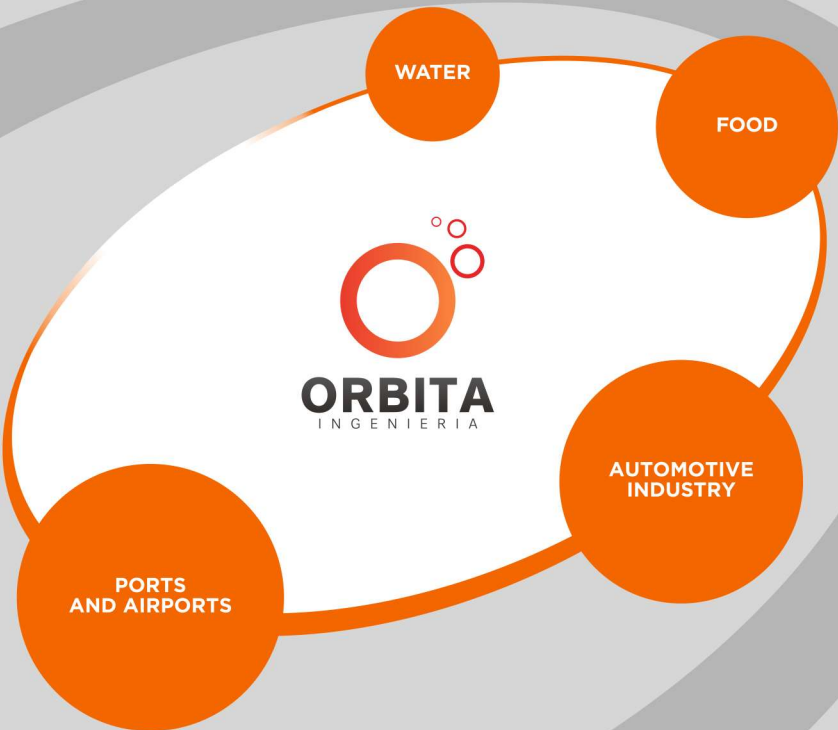 WATER
FOOD
ORBITA
INGENIERIA
AUTOMOTIVE
INDUSTRY
PORTS
AND AIRPORTS